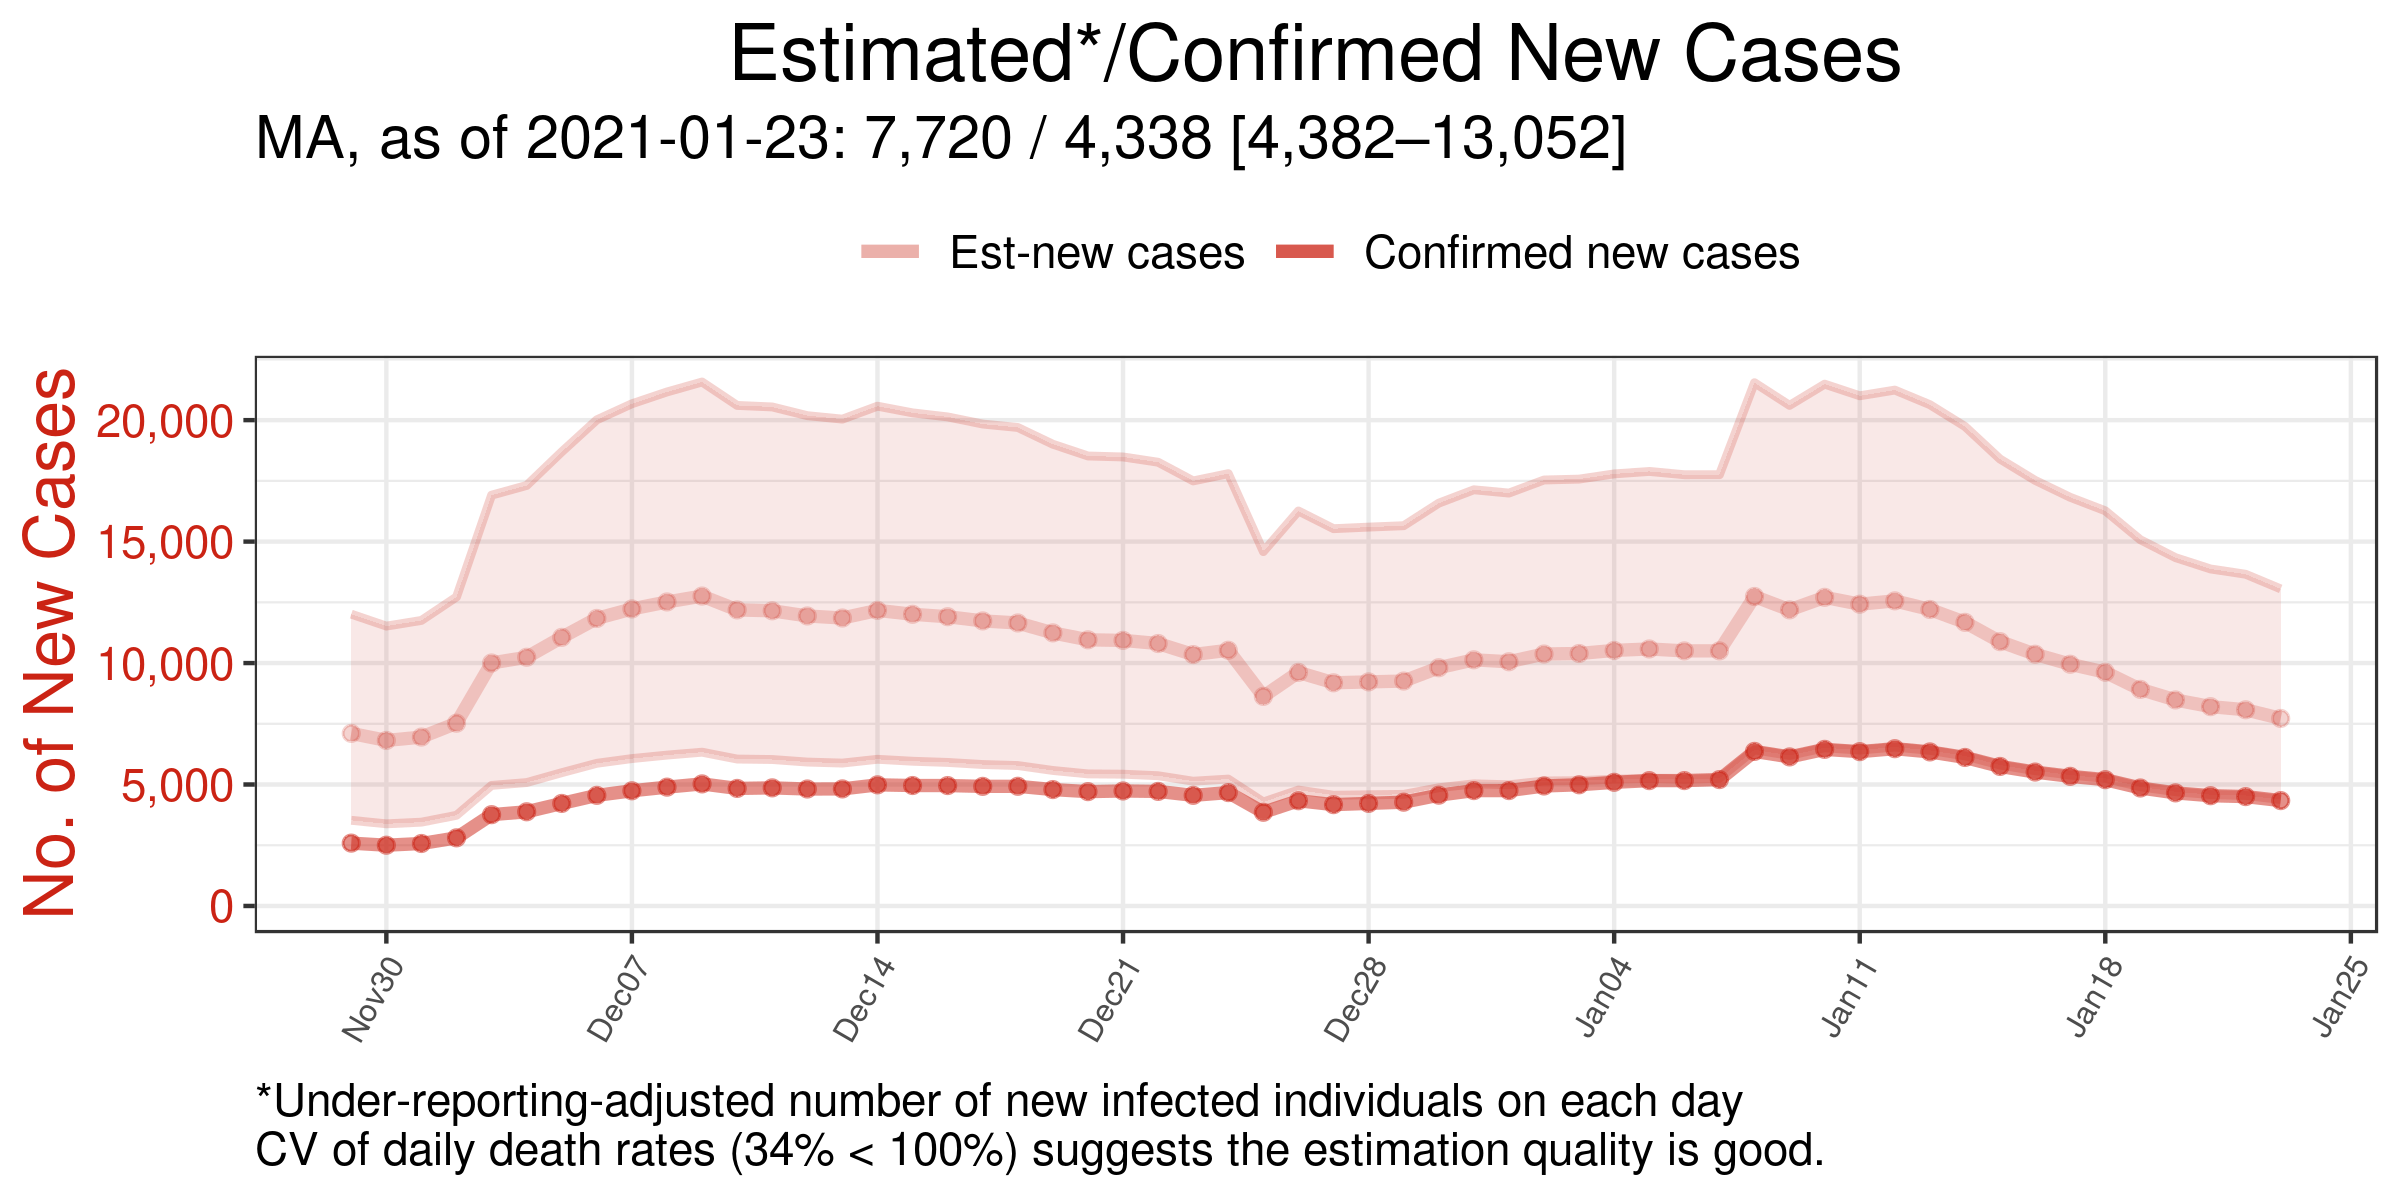 Estimated*/Confirmed New Cases
MA, as of 2021-01-23: 7,720 / 4,338 [4,382–13,052]
Est-new cases
Confirmed new cases
No. of New Cases
20,000
15,000
10,000
5,000
0
Nov30
Dec07
Dec14
Dec21
Dec28
Jan04
Jan11
Jan18
Jan25
*Under-reporting-adjusted number of new infected individuals on each day
CV of daily death rates (34% < 100%) suggests the estimation quality is good.